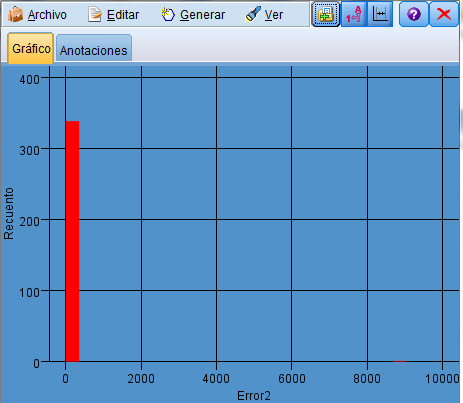 Archivo Editar Generar Ver
Gráfico Anotaciones
400
300
200
100
0
Recuento
0 2000 4000 6000 8000 10000
Error2